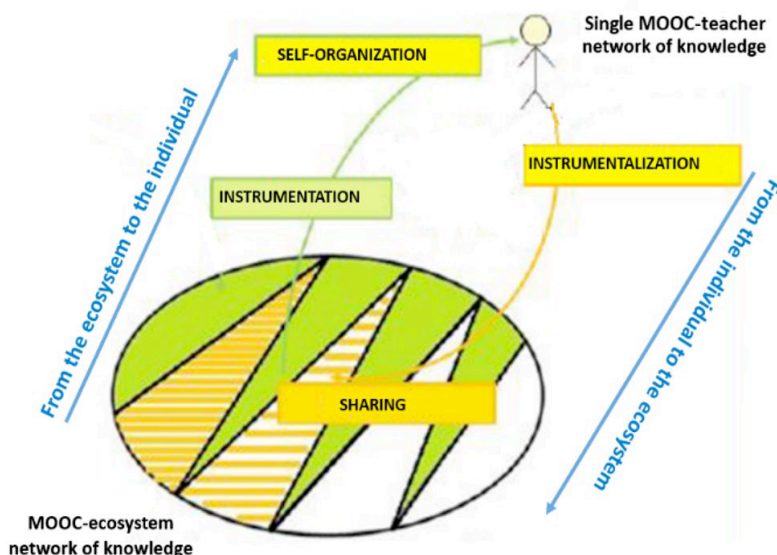 Single MOOC-teacher
network of knowledge
SELF-ORGANIZATION
From the ecosystem to the individual
INSTRUMENTALIZATION
INSTRUMENTATION
From the individual to the ecosystem
SHARING
MOOC-ecosystem
network of knowledge